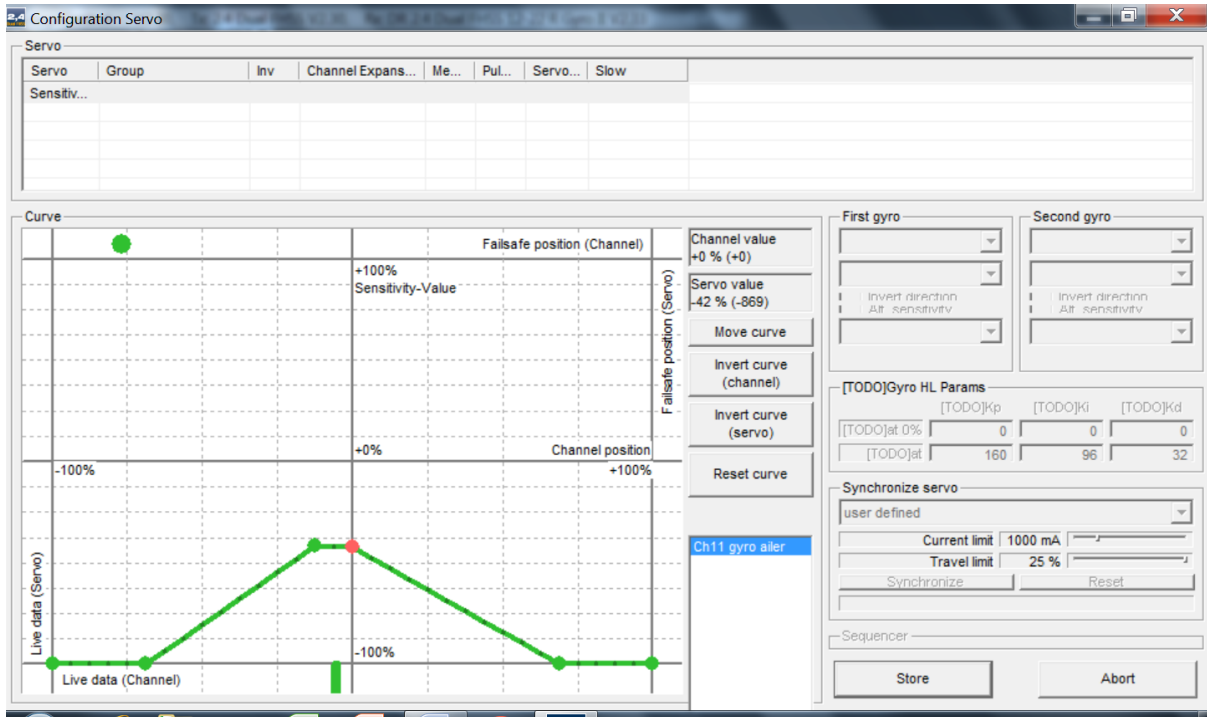 Configuration Servo
Servo
Servo Group Inv Channel Expans... Me... Pul... Servo... Slow
Sensitiv...
Curve
Failsafe position (Channel)
+100%
Sensitivity-Value
Failsafe position (Servo)
+0%
Channel position
-100%
+100%
Live data (Servo)
-100%
Live data (Channel)
Channel value
+0 % (+0)
Servo value
-42 % (-869)
Move curve
Invert curve
(channel)
Invert curve
(servo)
Reset curve
Ch11 gyro ailer
First gyro
Invert direction
Alt. sensitivity
Second gyro
Invert direction
Alt. sensitivity
[TODO]Gyro HL Params
[TODO]Kp [TODO]Ki [TODO]Kd
[TODO]at 0% 0 0 0
[TODO]at 160 96 32
Synchronize servo
user defined
Current limit 1000 mA
Travel limit 25 %
Synchronize Reset
Sequencer
Store Abort